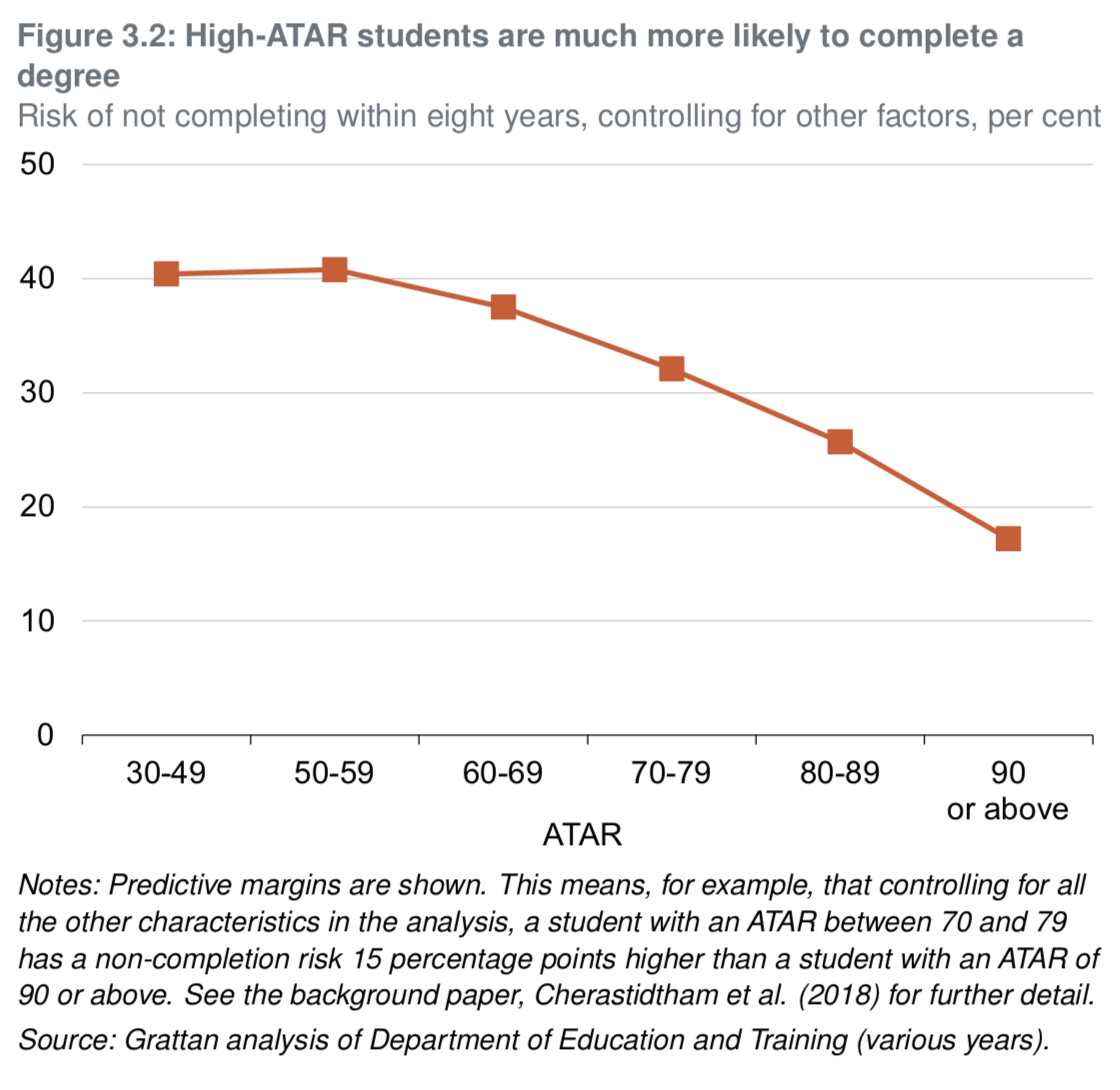 Figure 3.2: High-ATAR students are much more likely to complete a
degree
Risk of not completing within eight years, controlling for other factors, per cent
50
40
30
20
10
0
30-49 50-59 60-69 70-79 80-89 90
or above
ATAR
Notes: Predictive margins are shown. This means, for example, that controlling for all
the other characteristics in the analysis, a student with an ATAR between 70 and 79
has a non-completion risk 15 percentage points higher than a student with an ATAR of
90 or above. See the background paper, Cherastidtham et al. (2018) for further detail.
Source: Grattan analysis of Department of Education and Training (various years).